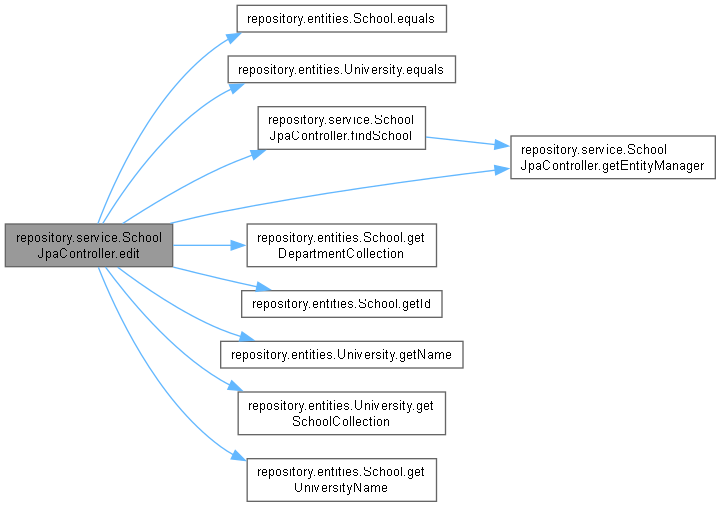 repository.entities.School.equals
repository.entities.University.equals
repository.service.School
JpaController.findSchool
repository.service.School
JpaController.getEntityManager
repository.service.School
JpaController.edit
repository.entities.School.get
DepartmentCollection
repository.entities.School.getId
repository.entities.University.getName
repository.entities.University.get
SchoolCollection
repository.entities.School.get
UniversityName